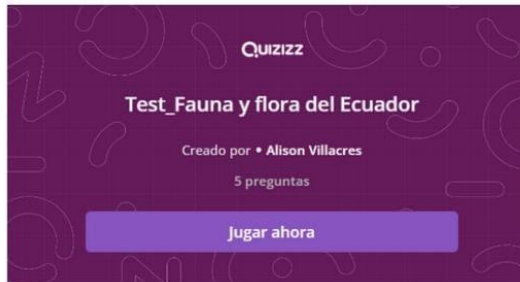 Quizizz
Test_Fauna y flora del Ecuador
Creado por • Alison Villacres
5 preguntas
Jugar ahora